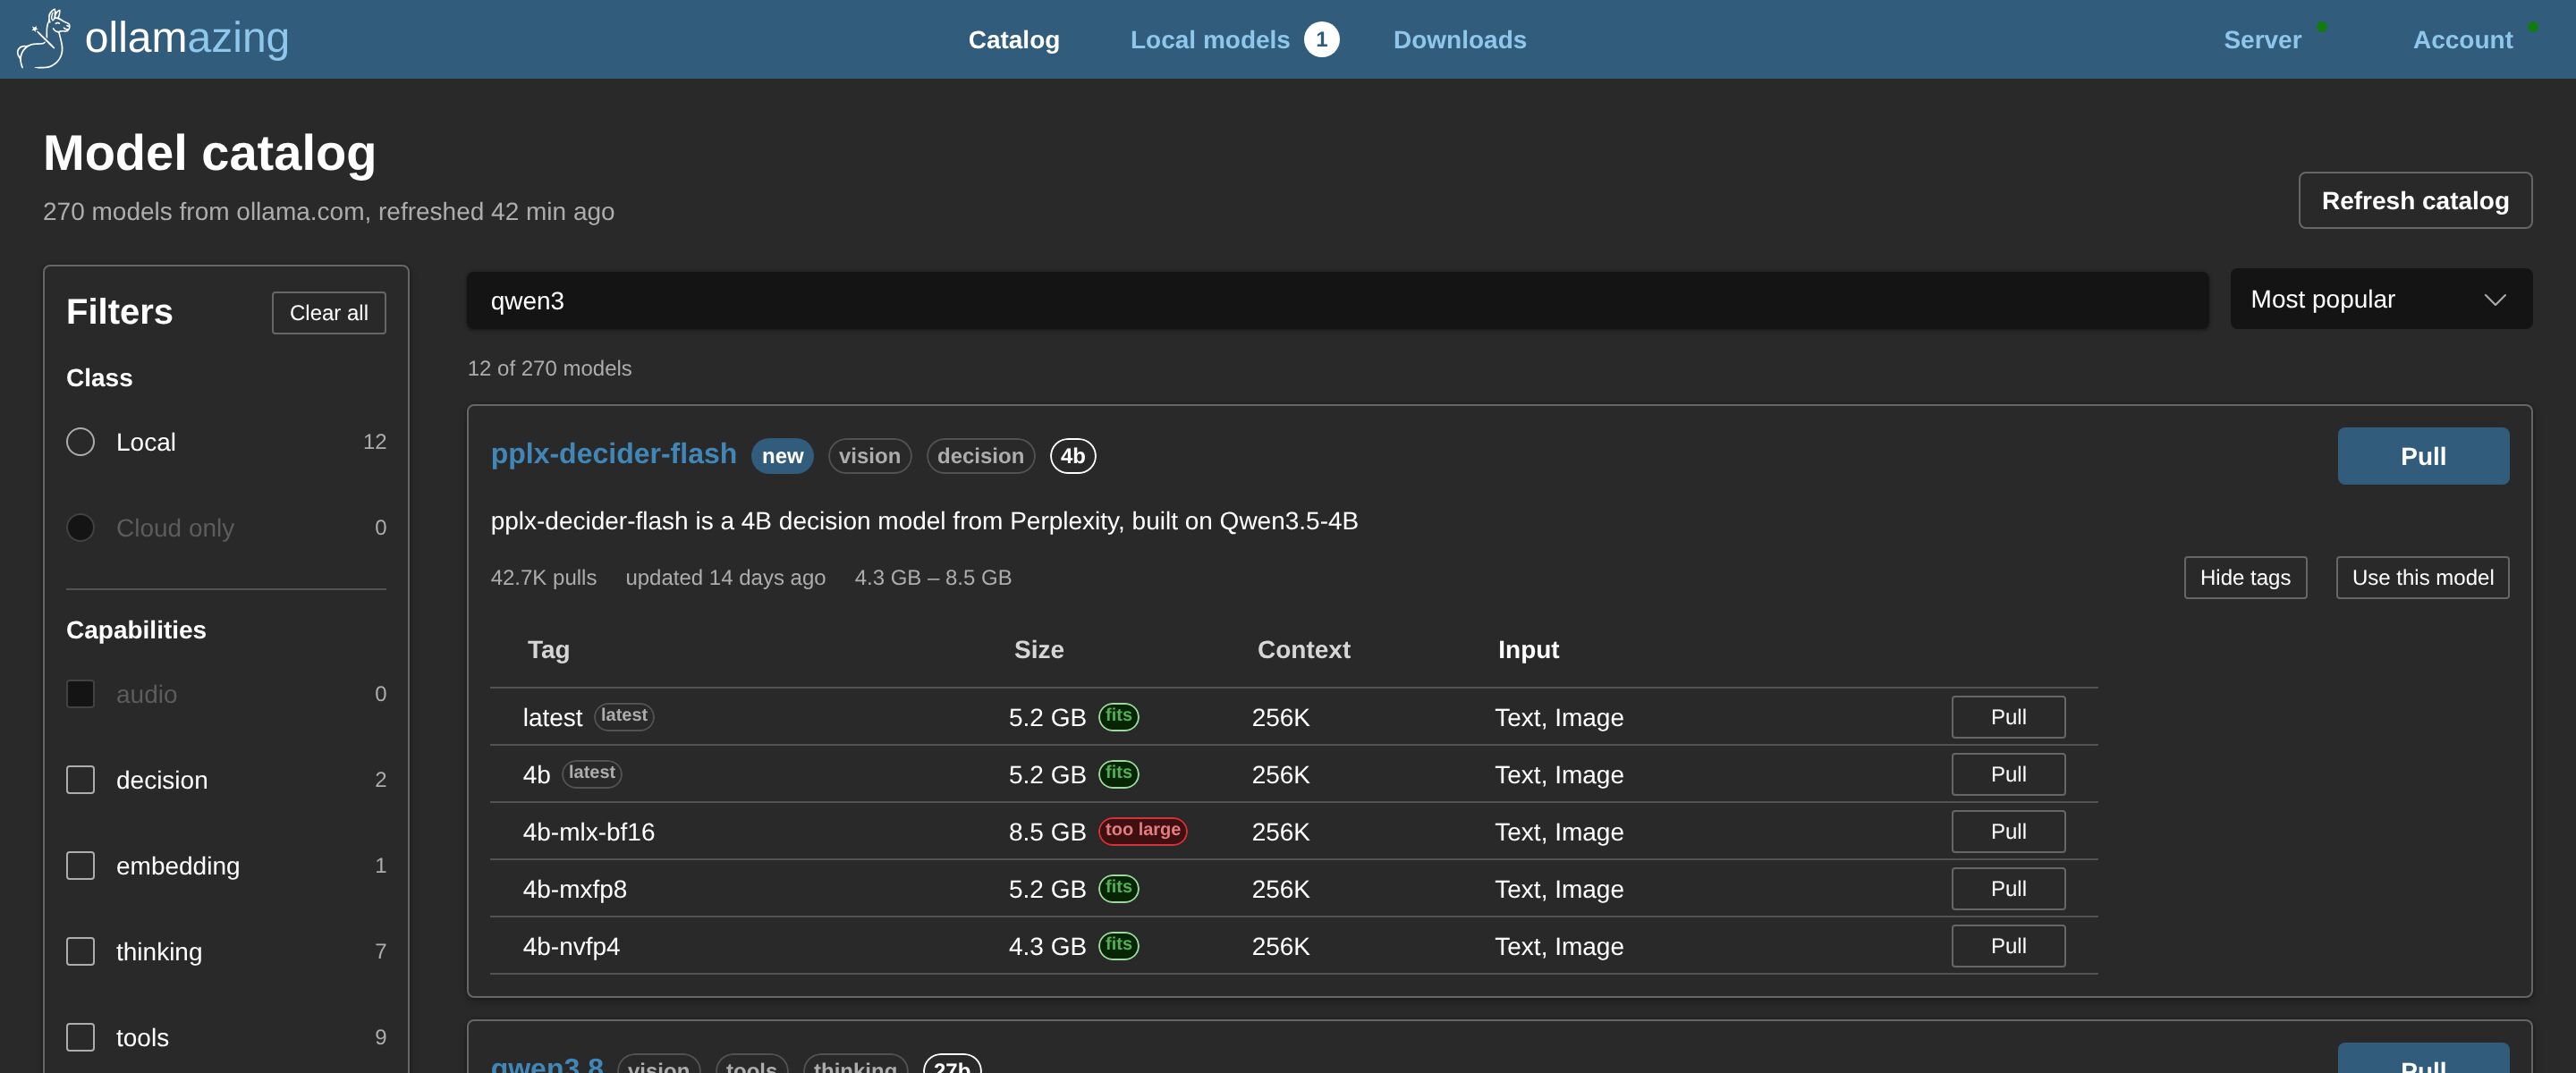 ollamazing
Catalog
Local models 1
Downloads
Server
Account
Model catalog
270 models from ollama.com, refreshed 42 min ago
Refresh catalog
Filters
Clear all
Class
Local 12
Cloud only 0
Capabilities
audio 0
decision 2
embedding 1
thinking 7
tools 9
qwen3
Most popular
12 of 270 models
pplx-decider-flash new vision decision 4b
Pull
pplx-decider-flash is a 4B decision model from Perplexity, built on Qwen3.5-4B
42.7K pulls updated 14 days ago 4.3 GB – 8.5 GB
Hide tags
Use this model
Tag Size Context Input
latest latest 5.2 GB fits 256K Text, Image Pull
4b latest 5.2 GB fits 256K Text, Image Pull
4b-mlx-bf16 8.5 GB too large 256K Text, Image Pull
4b-mxfp8 5.2 GB fits 256K Text, Image Pull
4b-nvfp4 4.3 GB fits 256K Text, Image Pull
qwen3.8 vision tools thinking 27b
Pull